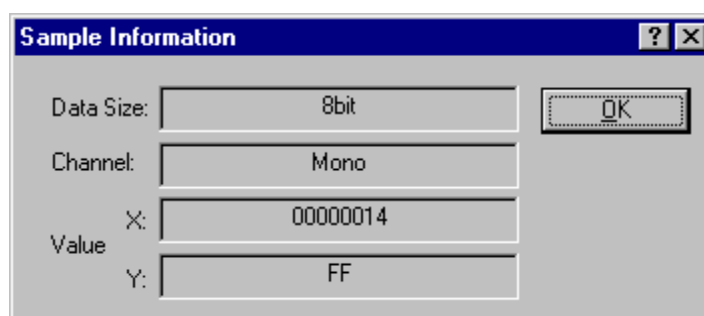 Sample Information
Data Size: 8bit
OK
Channel: Mono
Value
X: 00000014
Y: FF